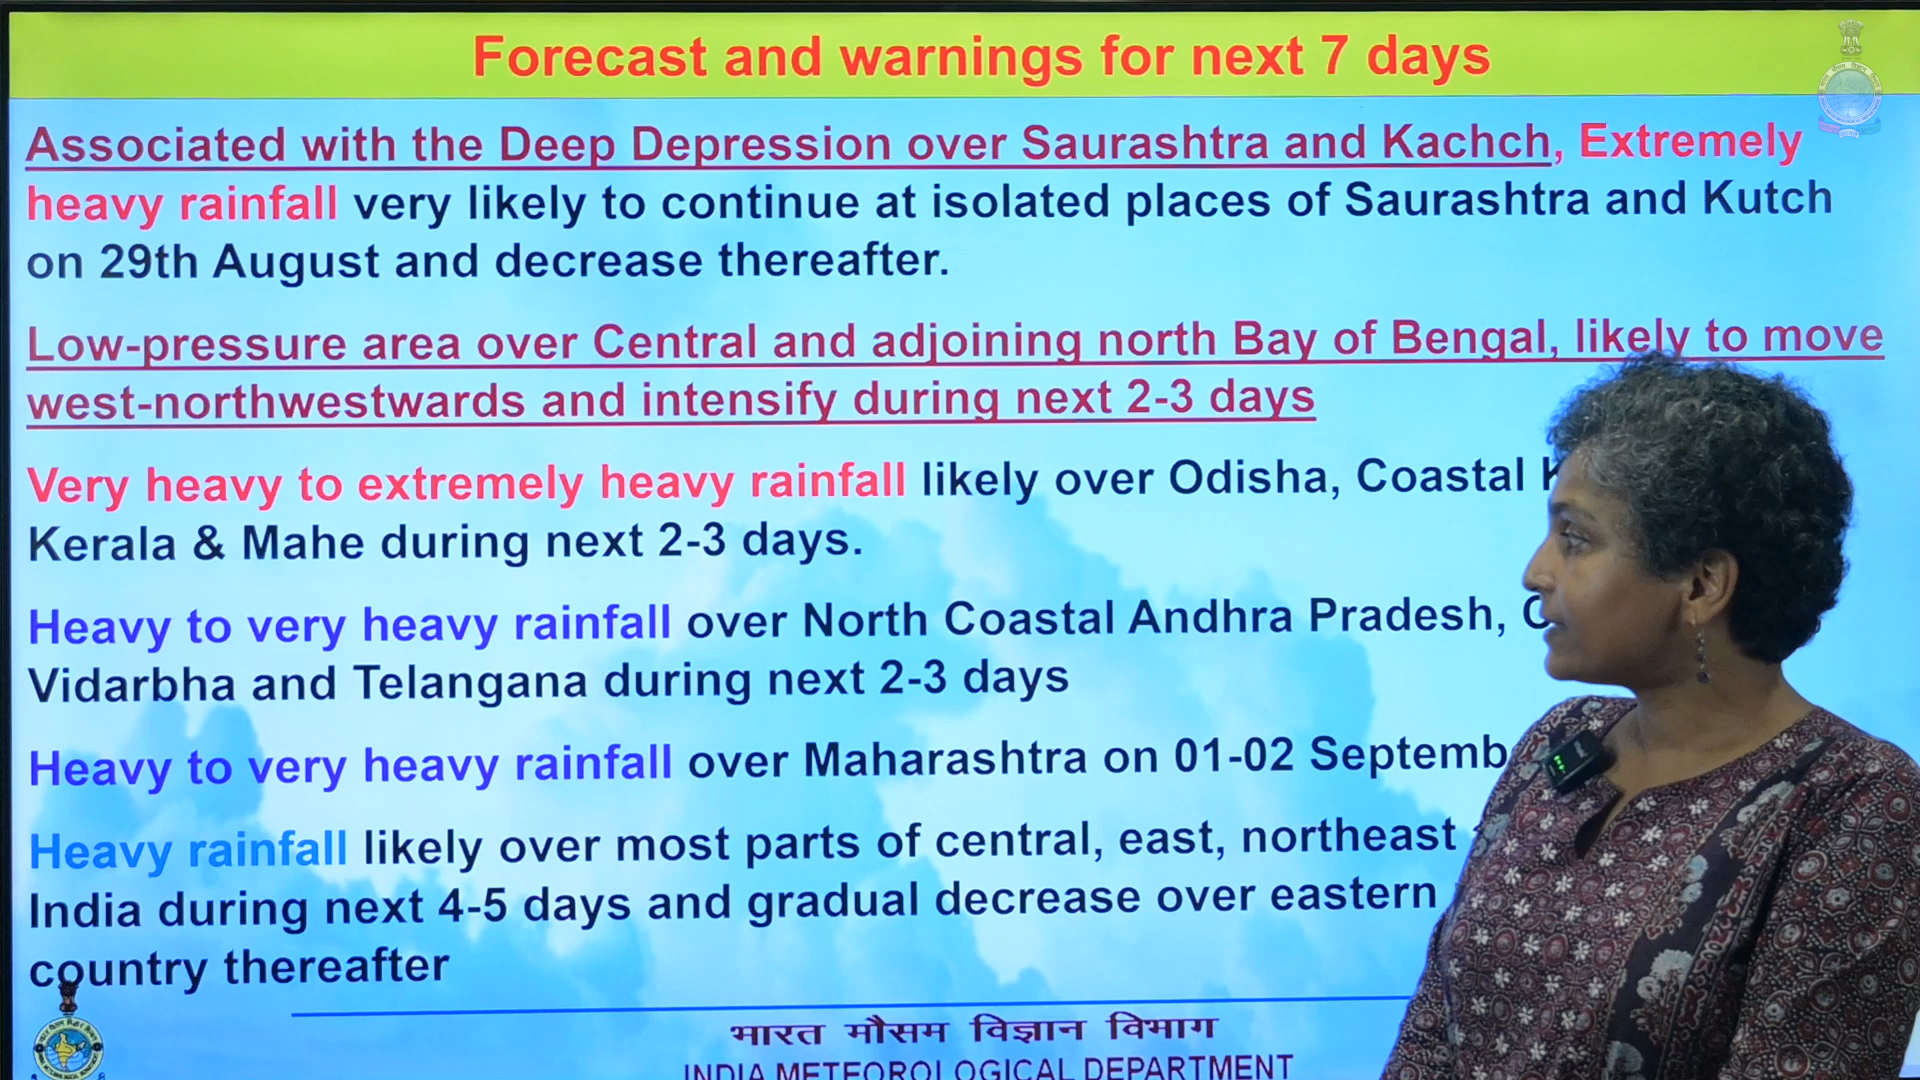 Forecast and warnings for next 7 days
Associated with the Deep Depression over Saurashtra and Kachch, Extremely
heavy rainfall very likely to continue at isolated places of Saurashtra and Kutch
on 29th August and decrease thereafter.
Low-pressure area over Central and adjoining north Bay of Bengal, likely to move
west-northwestwards and intensify during next 2-3 days
Very heavy to extremely heavy rainfall likely over Odisha, Coastal
Kerala & Mahe during next 2-3 days.
Heavy to very heavy rainfall over North Coastal Andhra Pradesh,
Vidarbha and Telangana during next 2-3 days
Heavy to very heavy rainfall over Maharashtra on 01-02 Septemb
Heavy rainfall likely over most parts of central, east, northeast
India during next 4-5 days and gradual decrease over eastern
country thereafter
भारत मौसम विज्ञान विभाग
INDIA METEOROLOGICAL DEPARTMENT